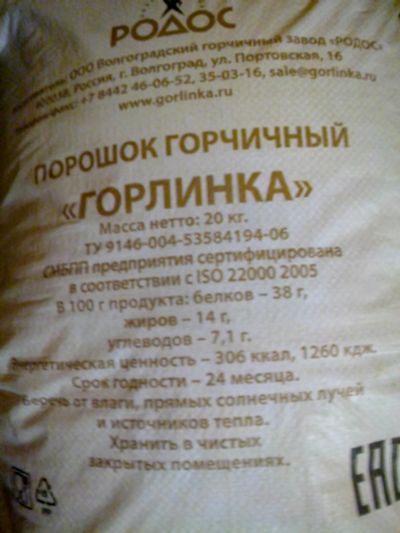 РОДОС
ООО Волгоградский горчичный завод «РОДОС»
400038, Россия, г. Волгоград, ул. Портовская, 16
+7 8442 46-06-52, 35-03-16, sale@gorlinka.ru
www.gorlinka.ru
ПОРОШОК ГОРЧИЧНЫЙ
«ГОРЛИНКА»
Масса нетто: 20 кг.
ТУ 9146-004-53584194-06
СМБПП предприятия сертифицирована
в соответствии с ISO 22000 2005
В 100 г продукта: белков – 38 г,
жиров – 14 г,
углеводов – 7,1 г.
Энергетическая ценность – 306 ккал, 1260 кдж.
Срок годности – 24 месяца.
Беречь от влаги, прямых солнечных лучей
и источников тепла.
Хранить в чистых
закрытых помещениях.
ЕАС